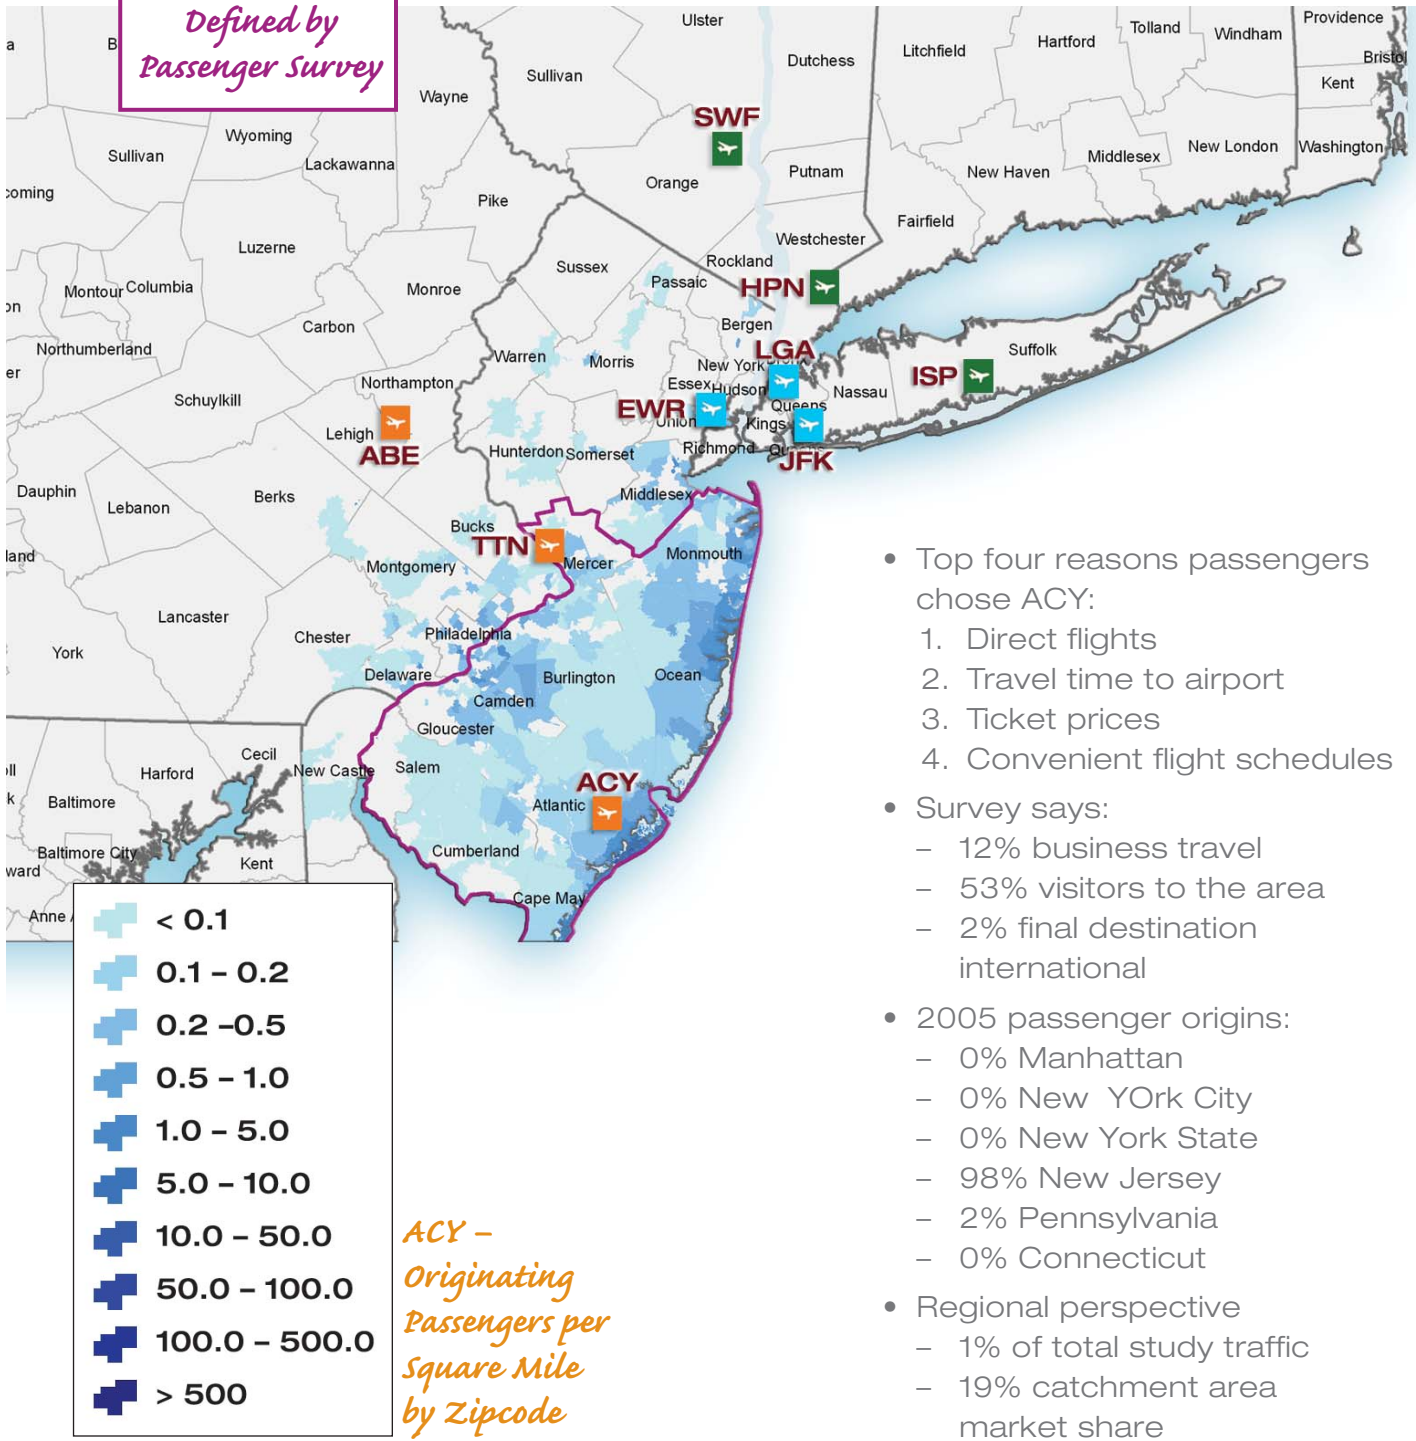 Defined by
Passenger Survey
Ulster
Dutchess
Litchfield
Hartford
Tolland
Windham
Providence
Bristol
Kent
Sullivan
Wayne
Wyoming
Sullivan
Lackawanna
SWF
Orange
Putnam
New Haven
Middlesex
New London
Washington
coming
Pike
Fairfield
Westchester
Luzerne
Sussex
Rockland
Passaic
HPN
Montour
Columbia
Monroe
Carbon
Bergen
Northumberland
Warren
Morris
New York
LGA
Suffolk
ISP
Northampton
Essex
Hudson
Nassau
Schuylkill
EWR
Queens
Union
Kings
Lehigh
ABE
Hunterdon
Somerset
Richmond
JFK
Dauphin
Lebanon
Berks
Middlesex
Bucks
TTN
Mercer
Monmouth
Montgomery
Lancaster
Chester
Philadelphia
York
Delaware
Burlington
Ocean
Camden
Gloucester
Cecil
Harford
New Castle
Salem
ACY
Baltimore
Atlantic
Baltimore City
Kent
Cumberland
Cape May
Anne
< 0.1
0.1 – 0.2
0.2 –0.5
0.5 – 1.0
1.0 – 5.0
5.0 – 10.0
10.0 – 50.0
50.0 – 100.0
100.0 – 500.0
> 500
ACY –
Originating
Passengers per
Square Mile
by Zipcode
• Top four reasons passengers
chose ACY:
1. Direct flights
2. Travel time to airport
3. Ticket prices
4. Convenient flight schedules
• Survey says:
– 12% business travel
– 53% visitors to the area
– 2% final destination
international
• 2005 passenger origins:
– 0% Manhattan
– 0% New YOrk City
– 0% New York State
– 98% New Jersey
– 2% Pennsylvania
– 0% Connecticut
• Regional perspective
– 1% of total study traffic
– 19% catchment area
market share